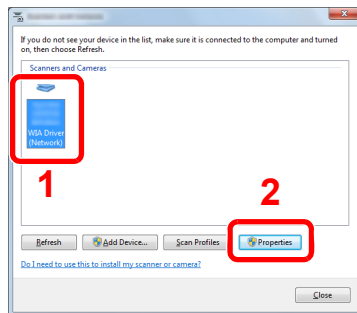 If you do not see your device in the list, make sure it is connected to the computer and turned
on, then choose Refresh.
Scanners and Cameras
WIA Driver
(Network)
1
2
Refresh
Add Device...
Scan Profiles
Properties
Do I need to use this to install my scanner or camera?
Close